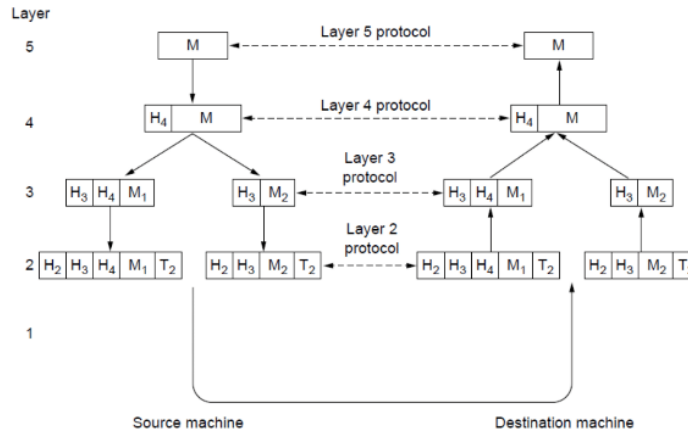 Layer
5 M Layer 5 protocol M
4 H4 M Layer 4 protocol H4 M
Layer 3
protocol
3 H3 H4 M1 H3 M2 H3 H4 M1 H3 M2
Layer 2
protocol
2 H2 H3 H4 M1 T2 H2 H3 M2 T2 H2 H3 H4 M1 T2 H2 H3 M2
1
Source machine Destination machine